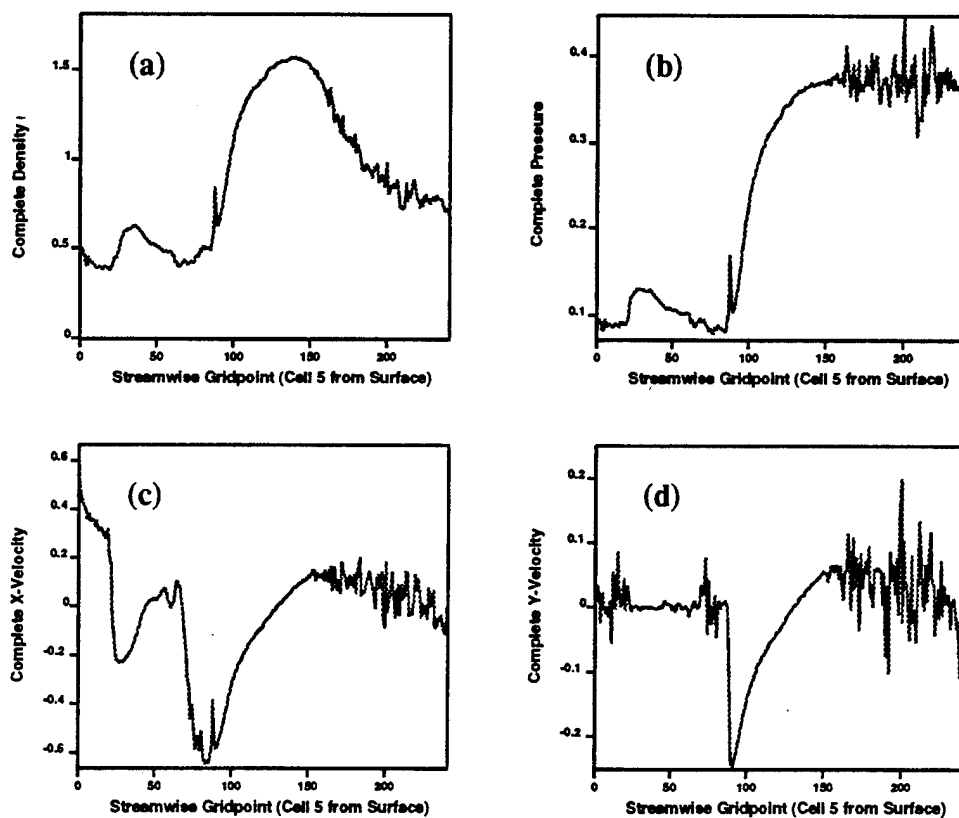 (a)
Complete Density
1.5
1
0.5
0
0 50 100 150 200
Streamwise Gridpoint (Cell 5 from Surface)
(b)
Complete Pressure
0.4
0.3
0.2
0.1
0 50 100 150 200
Streamwise Gridpoint (Cell 5 from Surface)
(c)
Complete X-Velocity
0.6
0.4
0.2
0
-0.2
-0.4
-0.6
0 50 100 150 200
Streamwise Gridpoint (Cell 5 from Surface)
(d)
Complete Y-Velocity
0.2
0.1
0
-0.1
-0.2
0 50 100 150 200
Streamwise Gridpoint (Cell 5 from Surface)